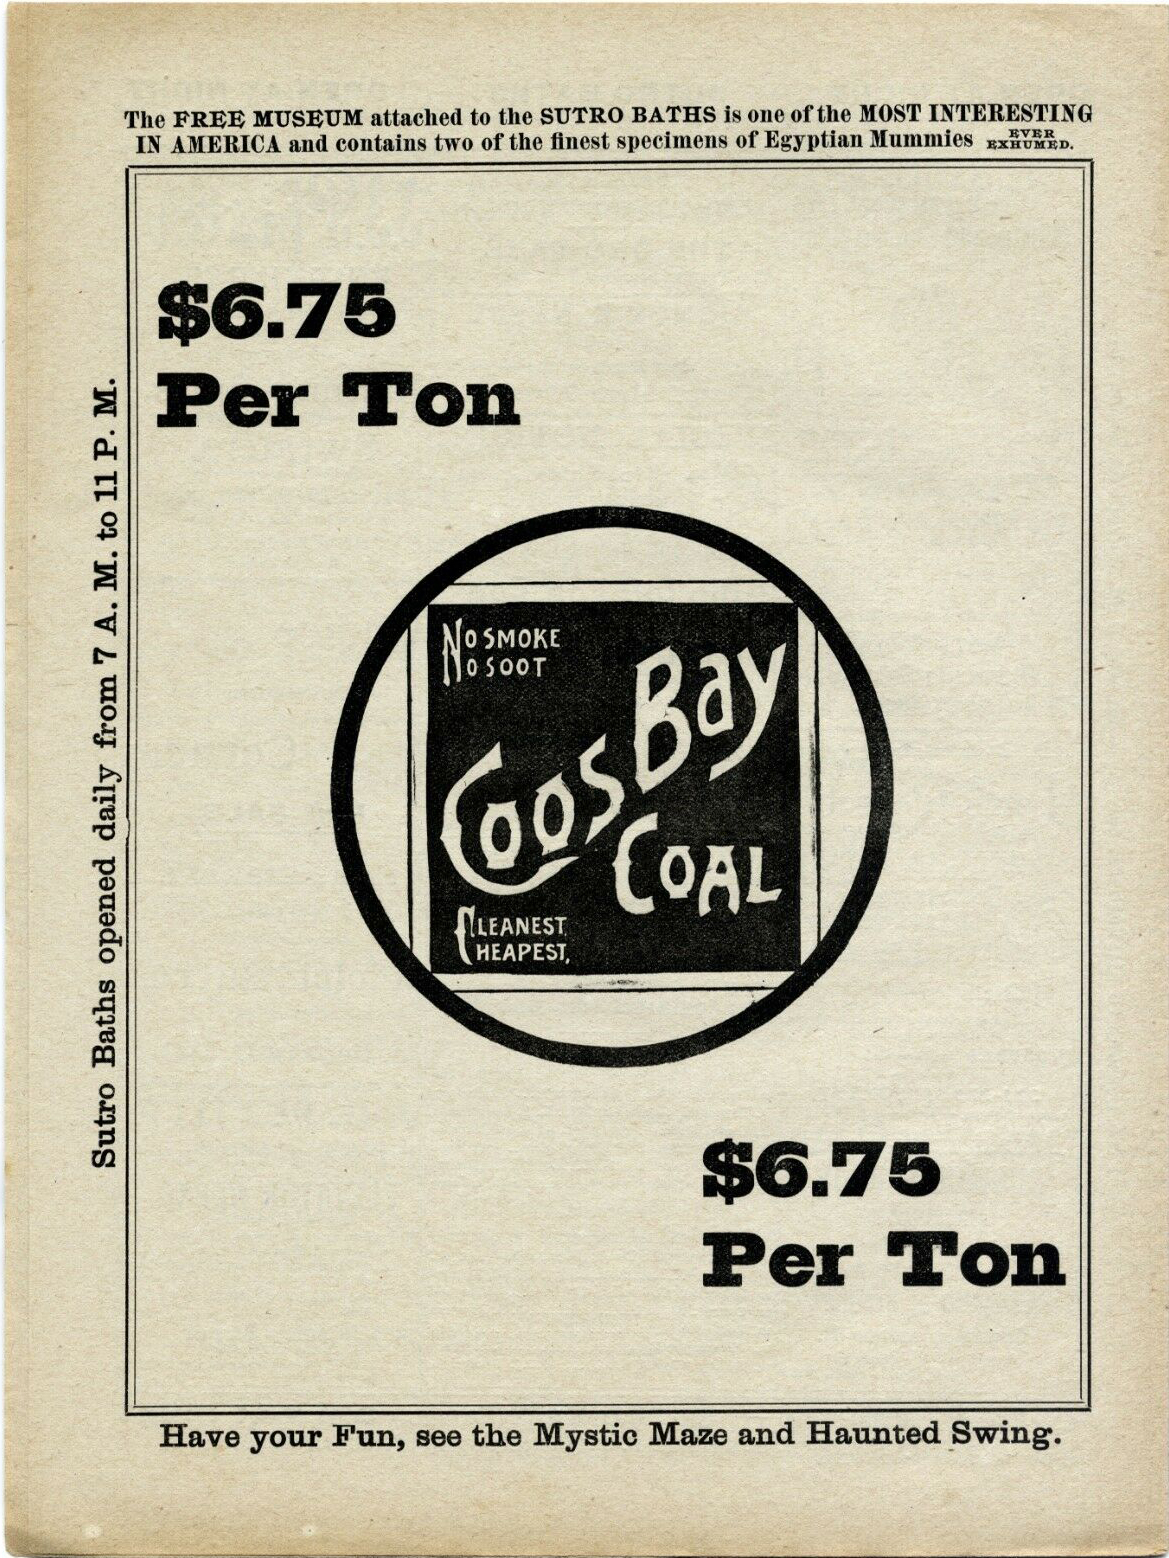 The FREE MUSEUM attached to the SUTRO BATHS is one of the MOST INTERESTING
IN AMERICA and contains two of the finest specimens of Egyptian Mummies EVER EXHUMED.
$6.75
Per Ton
Sutro Baths opened daily from 7 A. M. to 11 P. M.
NO SMOKE
NO SOOT
Coos Bay
COAL
CLEANEST,
CHEAPEST,
$6.75
Per Ton
Have your Fun, see the Mystic Maze and Haunted Swing.